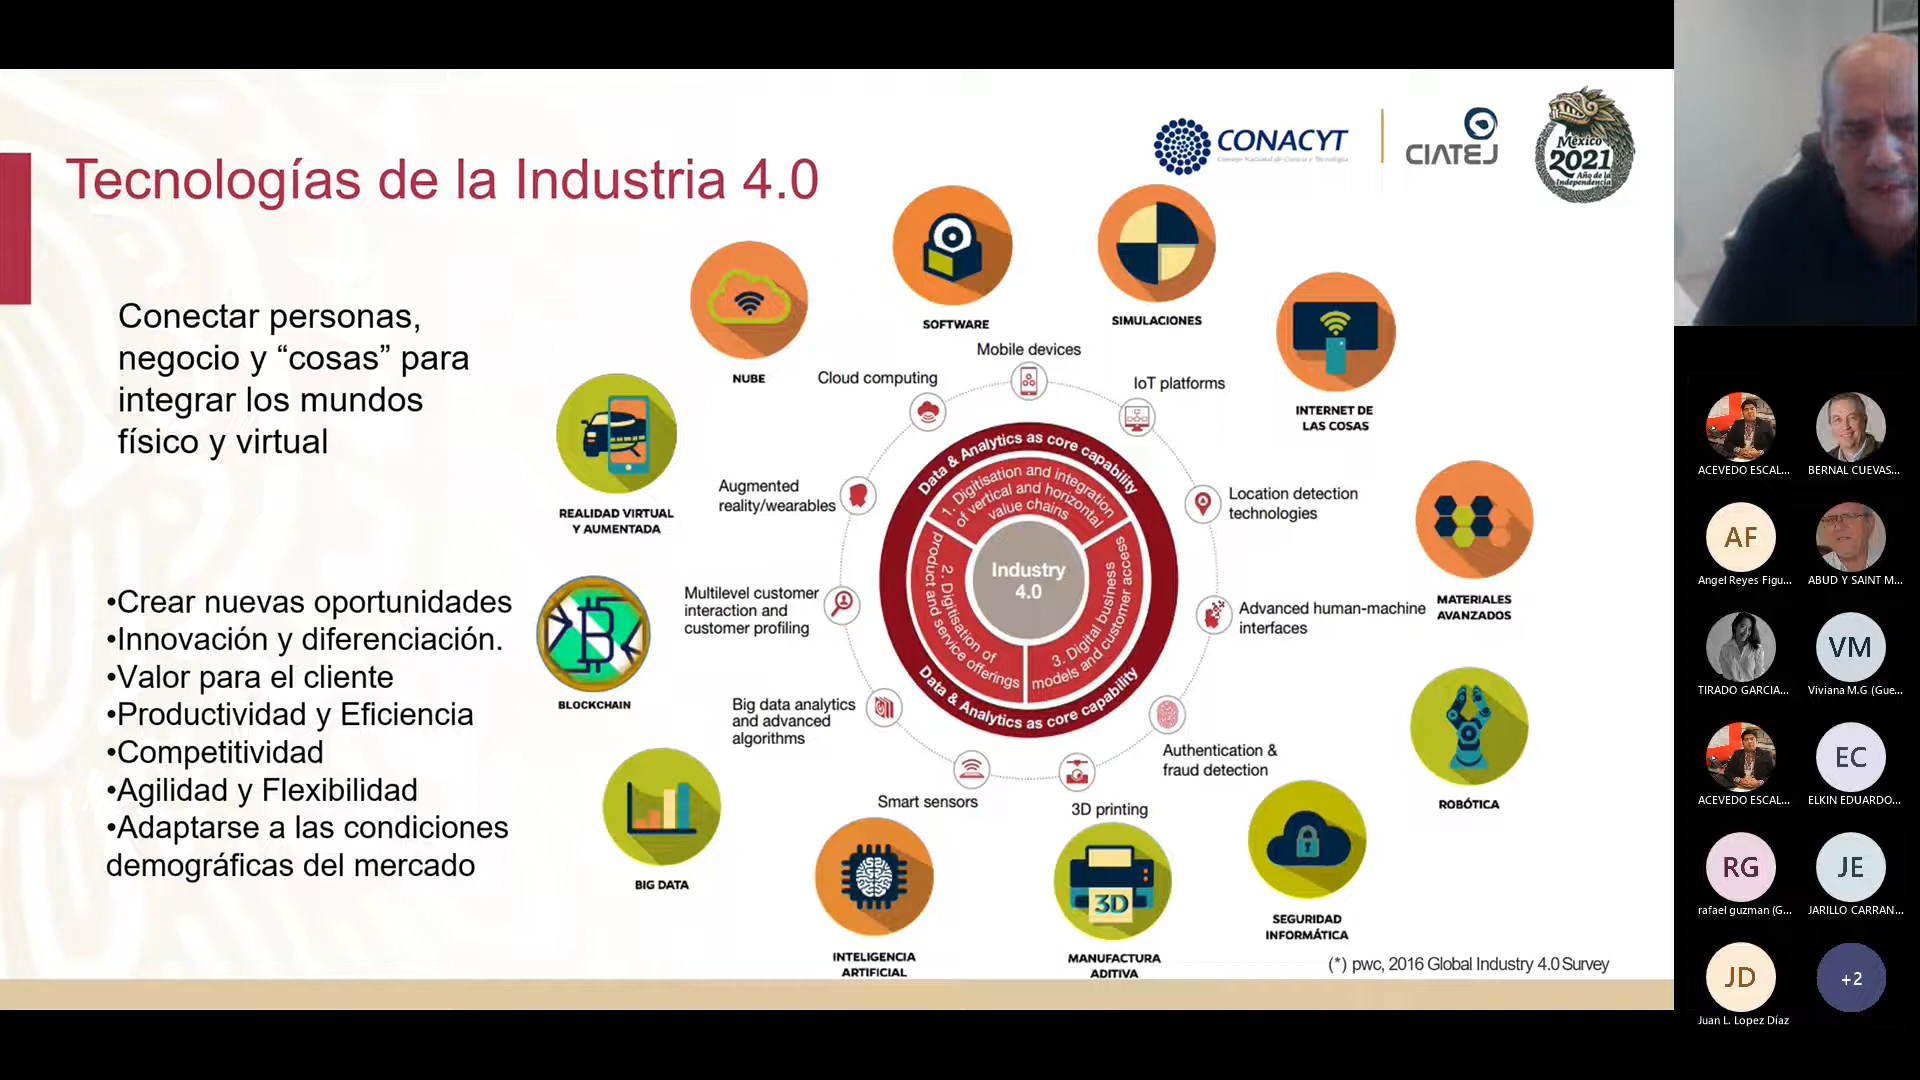 CONACYT
Consejo Nacional de Ciencia y Tecnología
CIATEJ
México
2021
Año de la
Independencia
Tecnologías de la Industria 4.0
Conectar personas,
negocio y “cosas” para
integrar los mundos
físico y virtual
•Crear nuevas oportunidades
•Innovación y diferenciación.
•Valor para el cliente
•Productividad y Eficiencia
•Competitividad
•Agilidad y Flexibilidad
•Adaptarse a las condiciones
demográficas del mercado
SOFTWARE
SIMULACIONES
NUBE
INTERNET DE
LAS COSAS
REALIDAD VIRTUAL
Y AUMENTADA
MATERIALES
AVANZADOS
BLOCKCHAIN
ROBÓTICA
BIG DATA
SEGURIDAD
INFORMÁTICA
INTELIGENCIA
ARTIFICIAL
3D
MANUFACTURA
ADITIVA
Mobile devices
Cloud computing
IoT platforms
Augmented
reality/wearables
Location detection
technologies
Multilevel customer
interaction and
customer profiling
Advanced human-machine
interfaces
Big data analytics
and advanced
algorithms
Authentication &
fraud detection
Smart sensors
3D printing
Data & Analytics as core capability
1. Digitisation and integration
of vertical and horizontal
value chains
2. Digitisation of
product and service offerings
3. Digital business
models and customer access
Data & Analytics as core capability
Industry
4.0
(*) pwc, 2016 Global Industry 4.0 Survey
ACEVEDO ESCAL...
BERNAL CUEVAS...
AF
Angel Reyes Figu...
ABUD Y SAINT M...
TIRADO GARCIA...
VM
Viviana M.G (Gue...
ACEVEDO ESCAL...
EC
ELKIN EDUARDO...
RG
rafael guzman (G...
JE
JARILLO CARRAN...
JD
Juan L. Lopez Díaz
+2